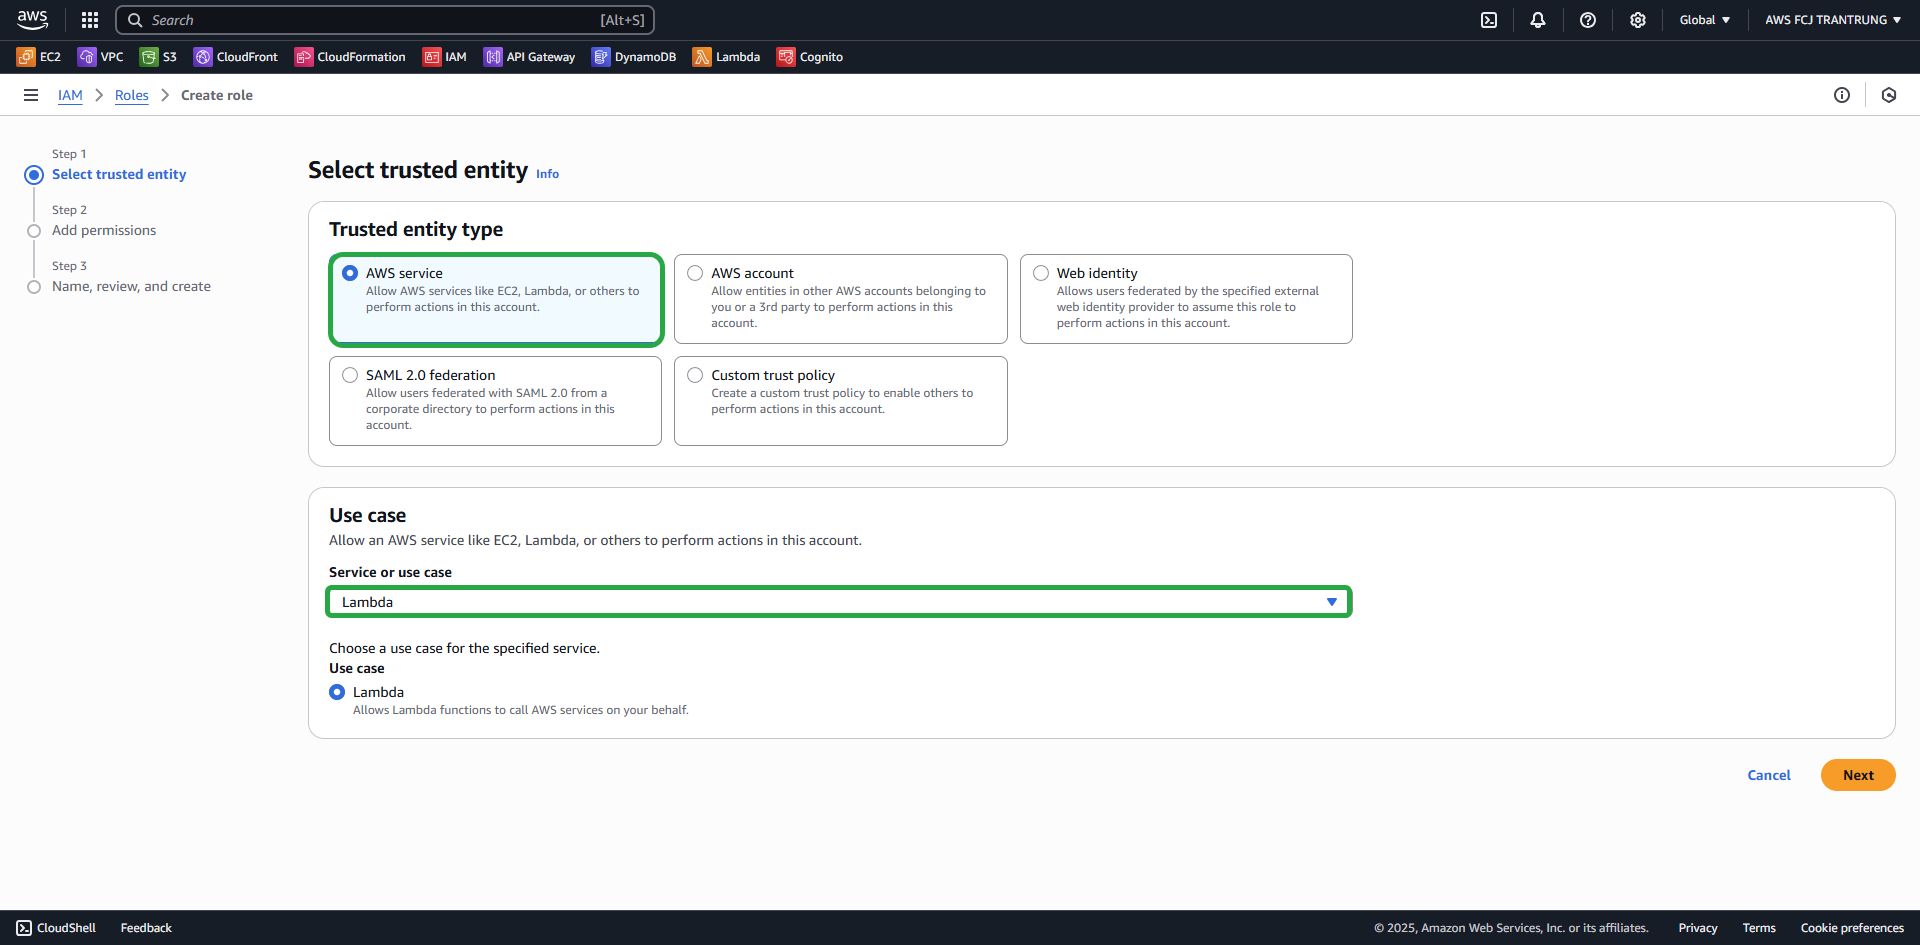 aws
Search [Alt+S]
Global
AWS FCJ TRANTRUNG
EC2 VPC S3 CloudFront CloudFormation IAM API Gateway DynamoDB Lambda Cognito
IAM Roles Create role
Step 1
Select trusted entity
Step 2
Add permissions
Step 3
Name, review, and create
Select trusted entity Info
Trusted entity type
AWS service
Allow AWS services like EC2, Lambda, or others to
perform actions in this account.
AWS account
Allow entities in other AWS accounts belonging to
you or a 3rd party to perform actions in this
account.
Web identity
Allows users federated by the specified external
web identity provider to assume this role to
perform actions in this account.
SAML 2.0 federation
Allow users federated with SAML 2.0 from a
corporate directory to perform actions in this
account.
Custom trust policy
Create a custom trust policy to enable others to
perform actions in this account.
Use case
Allow an AWS service like EC2, Lambda, or others to perform actions in this account.
Service or use case
Lambda
Choose a use case for the specified service.
Use case
Lambda
Allows Lambda functions to call AWS services on your behalf.
Cancel Next
CloudShell Feedback © 2025, Amazon Web Services, Inc. or its affiliates. Privacy Terms Cookie preferences